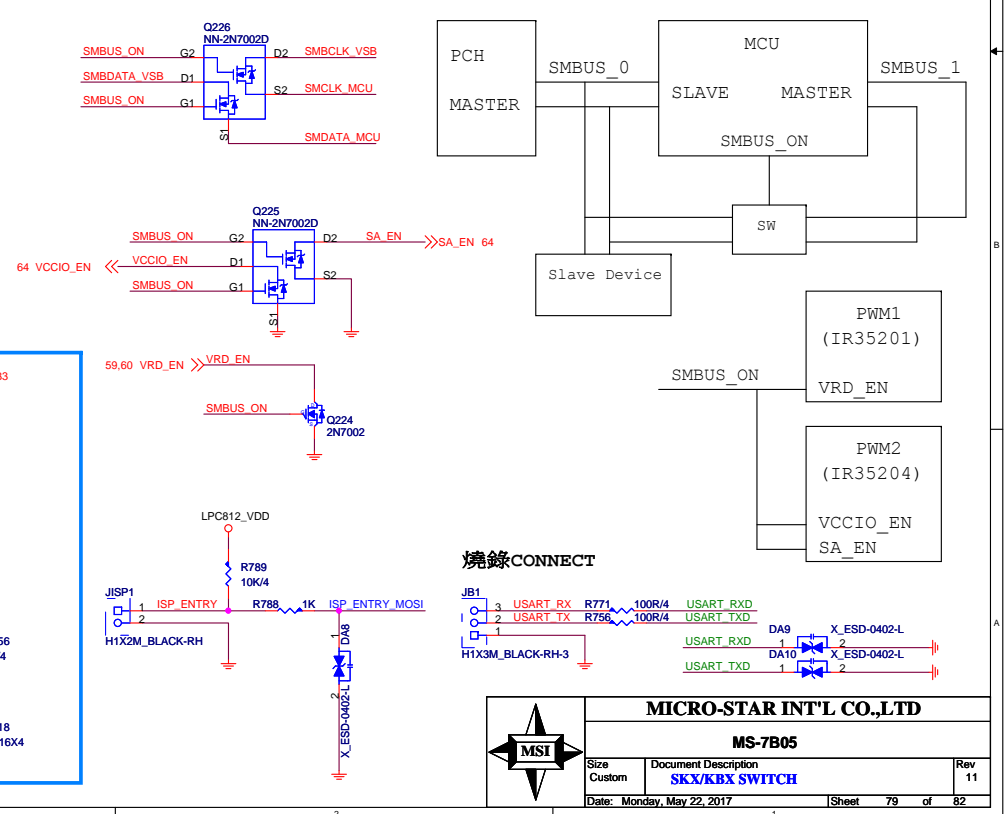 Q226
NN-2N7002D
SMBUS_ON G2 D2 SMBCLK_VSB
SMBDATA_VSB D1
S2 SMCLK_MCU
SMBUS_ON G1
S1
SMDATA_MCU
PCH
MASTER
SMBUS_0
MCU
SLAVE MASTER
SMBUS_ON
SMBUS_1
SW
Slave Device
B
Q225
NN-2N7002D
SMBUS_ON G2 D2 SA_EN SA_EN 64
64 VCCIO_EN VCCIO_EN D1
S2
SMBUS_ON G1
S1
PWM1
(IR35201)
VRD_EN
SMBUS_ON
PWM2
(IR35204)
VCCIO_EN
SA_EN
59,60 VRD_EN VRD_EN
SMBUS_ON
Q224
2N7002
LPC812_VDD
R789
10K/4
JISP1
1 ISP_ENTRY R788 1K ISP_ENTRY_MOSI
2
H1X2M_BLACK-RH
1 DA8
2 X_ESD-0402-L
燒錄CONNECT
JB1
3 USART_RX R771 100R/4 USART_RXD
2 USART_TX R756 100R/4 USART_TXD
1
H1X3M_BLACK-RH-3
DA9 X_ESD-0402-L
USART_RXD 1 2
DA10 X_ESD-0402-L
USART_TXD 1 2
A
56
18
16X4
MSI
MICRO-STAR INT'L CO.,LTD
MS-7B05
Size Document Description Rev
Custom SKX/KBX SWITCH 11
Date: Monday, May 22, 2017 Sheet 79 of 82